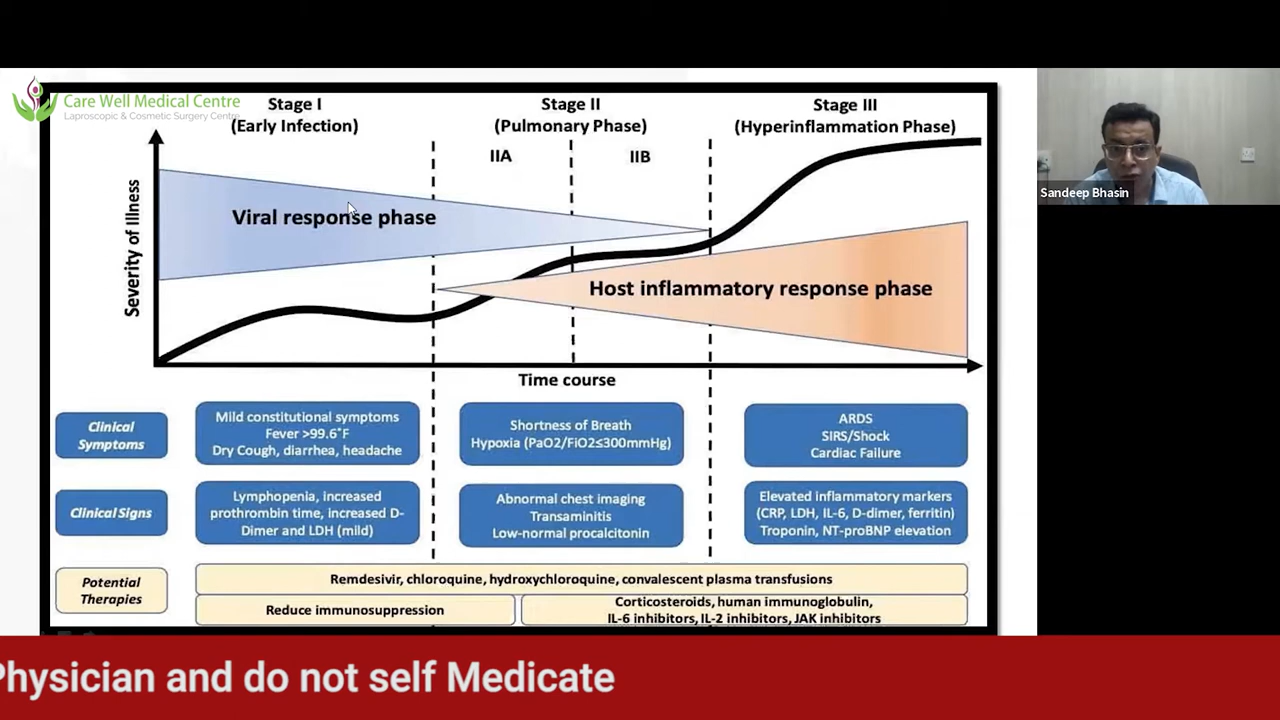 Care Well Medical Centre
Laproscopic & Cosmetic Surgery Centre
Stage I
(Early Infection)
Stage II
(Pulmonary Phase)
IIA
IIB
Stage III
(Hyperinflammation Phase)
Severity of Illness
Viral response phase
Host inflammatory response phase
Time course
Clinical
Symptoms
Mild constitutional symptoms
Fever >99.6°F
Dry Cough, diarrhea, headache
Shortness of Breath
Hypoxia (PaO2/FiO2≤300mmHg)
ARDS
SIRS/Shock
Cardiac Failure
Clinical Signs
Lymphopenia, increased
prothrombin time, increased D-
Dimer and LDH (mild)
Abnormal chest imaging
Transaminitis
Low-normal procalcitonin
Elevated inflammatory markers
(CRP, LDH, IL-6, D-dimer, ferritin)
Troponin, NT-proBNP elevation
Potential
Therapies
Remdesivir, chloroquine, hydroxychloroquine, convalescent plasma transfusions
Reduce immunosuppression
Corticosteroids, human immunoglobulin,
IL-6 inhibitors, IL-2 inhibitors, JAK inhibitors
Sandeep Bhasin
Physician and do not self Medicate